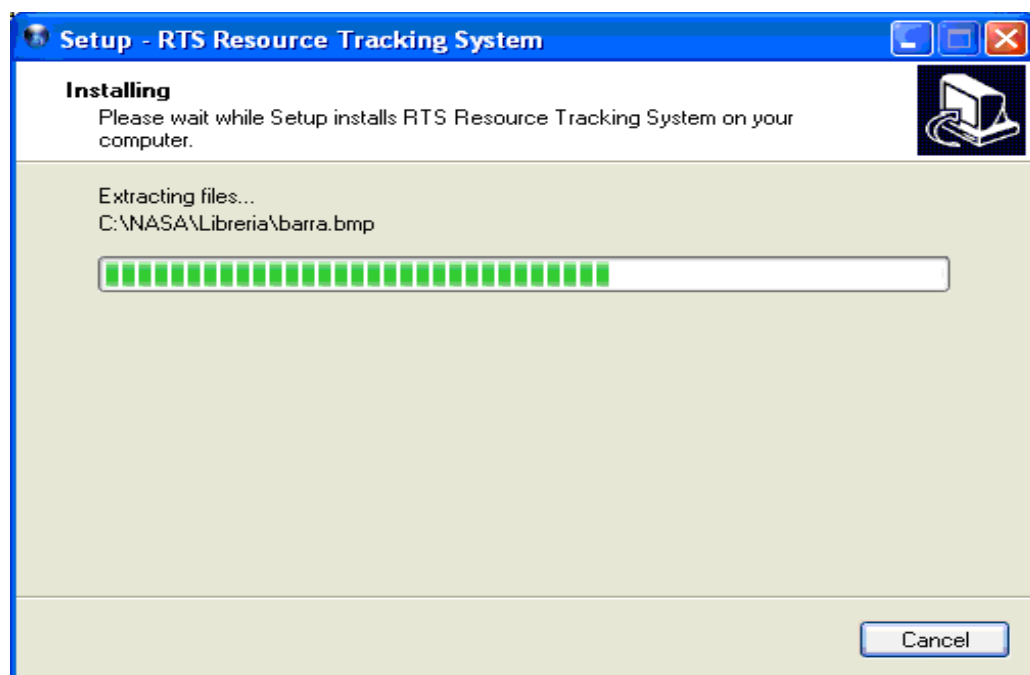 Setup - RTS Resource Tracking System
Installing
Please wait while Setup installs RTS Resource Tracking System on your
computer.
Extracting files...
C:\NASA\Libreria\barra.bmp
Cancel